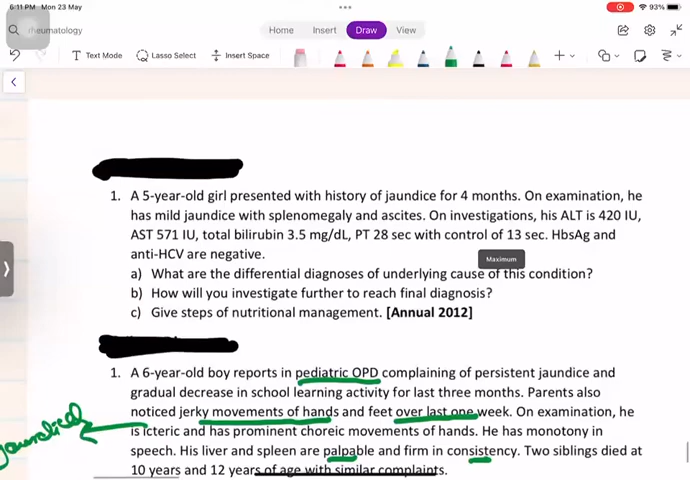 6:11 PM Mon 23 May
93%
rheumatology
Home Insert Draw View
Text Mode Lasso Select Insert Space
1. A 5-year-old girl presented with history of jaundice for 4 months. On examination, he
has mild jaundice with splenomegaly and ascites. On investigations, his ALT is 420 IU,
AST 571 IU, total bilirubin 3.5 mg/dL, PT 28 sec with control of 13 sec. HbsAg and
anti-HCV are negative.
Maximum
a) What are the differential diagnoses of underlying cause of this condition?
b) How will you investigate further to reach final diagnosis?
c) Give steps of nutritional management. [Annual 2012]
1. A 6-year-old boy reports in pediatric OPD complaining of persistent jaundice and
gradual decrease in school learning activity for last three months. Parents also
noticed jerky movements of hands and feet over last one week. On examination, he
is icteric and has prominent choreic movements of hands. He has monotony in
speech. His liver and spleen are palpable and firm in consistency. Two siblings died at
10 years and 12 years of age with similar complaints.